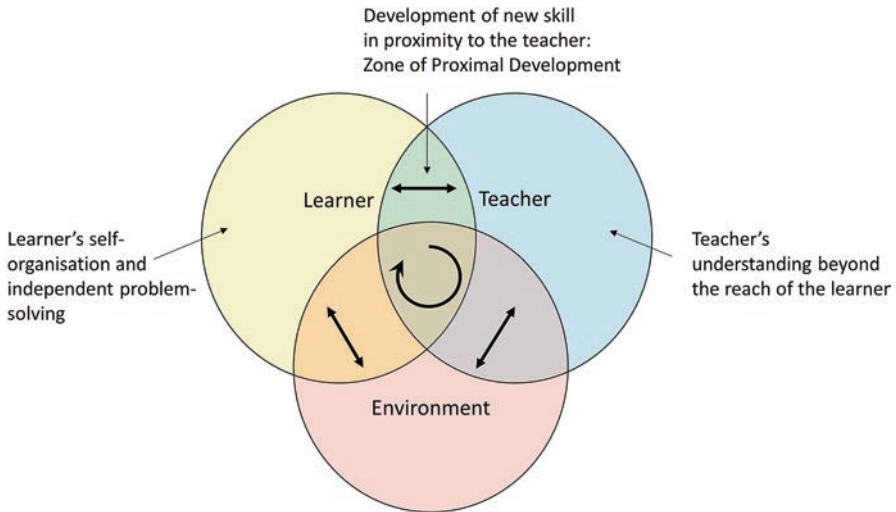 Development of new skill
in proximity to the teacher:
Zone of Proximal Development
Learner
Teacher
Learner's self-
organisation and
independent problem-
solving
Teacher's
understanding beyond
the reach of the learner
Environment